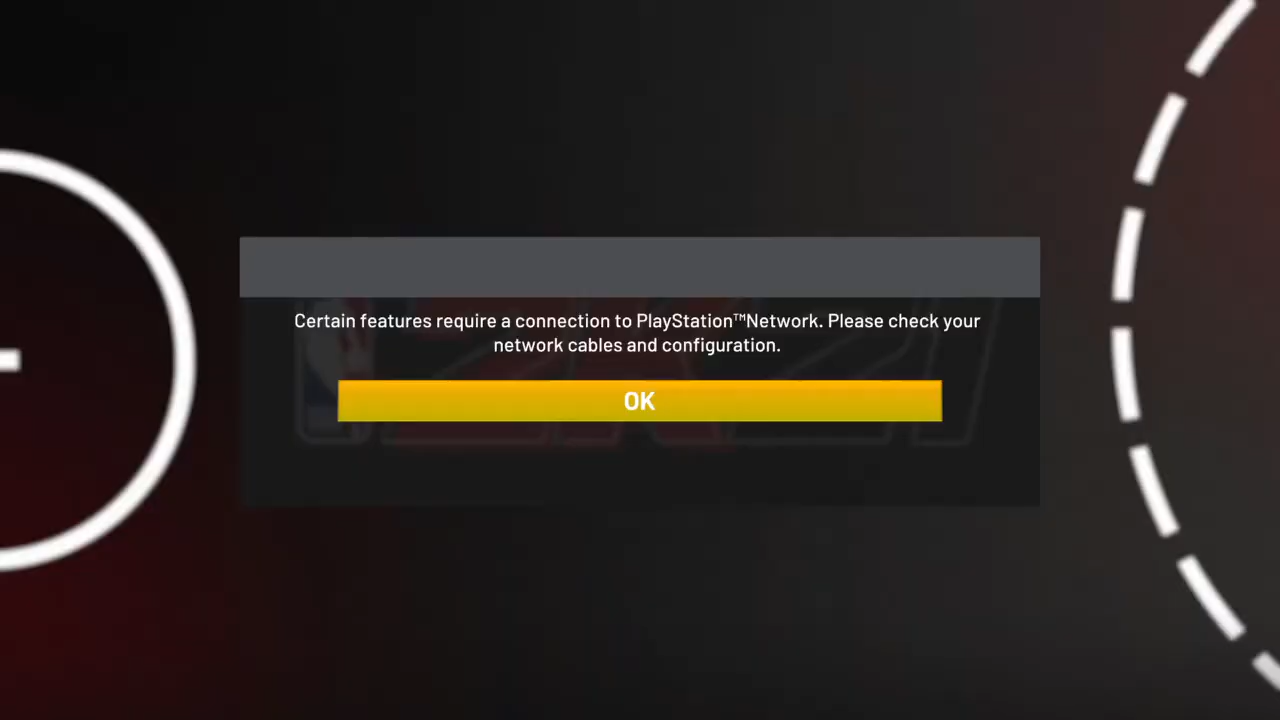 Certain features require a connection to PlayStation™Network. Please check your
network cables and configuration.
OK